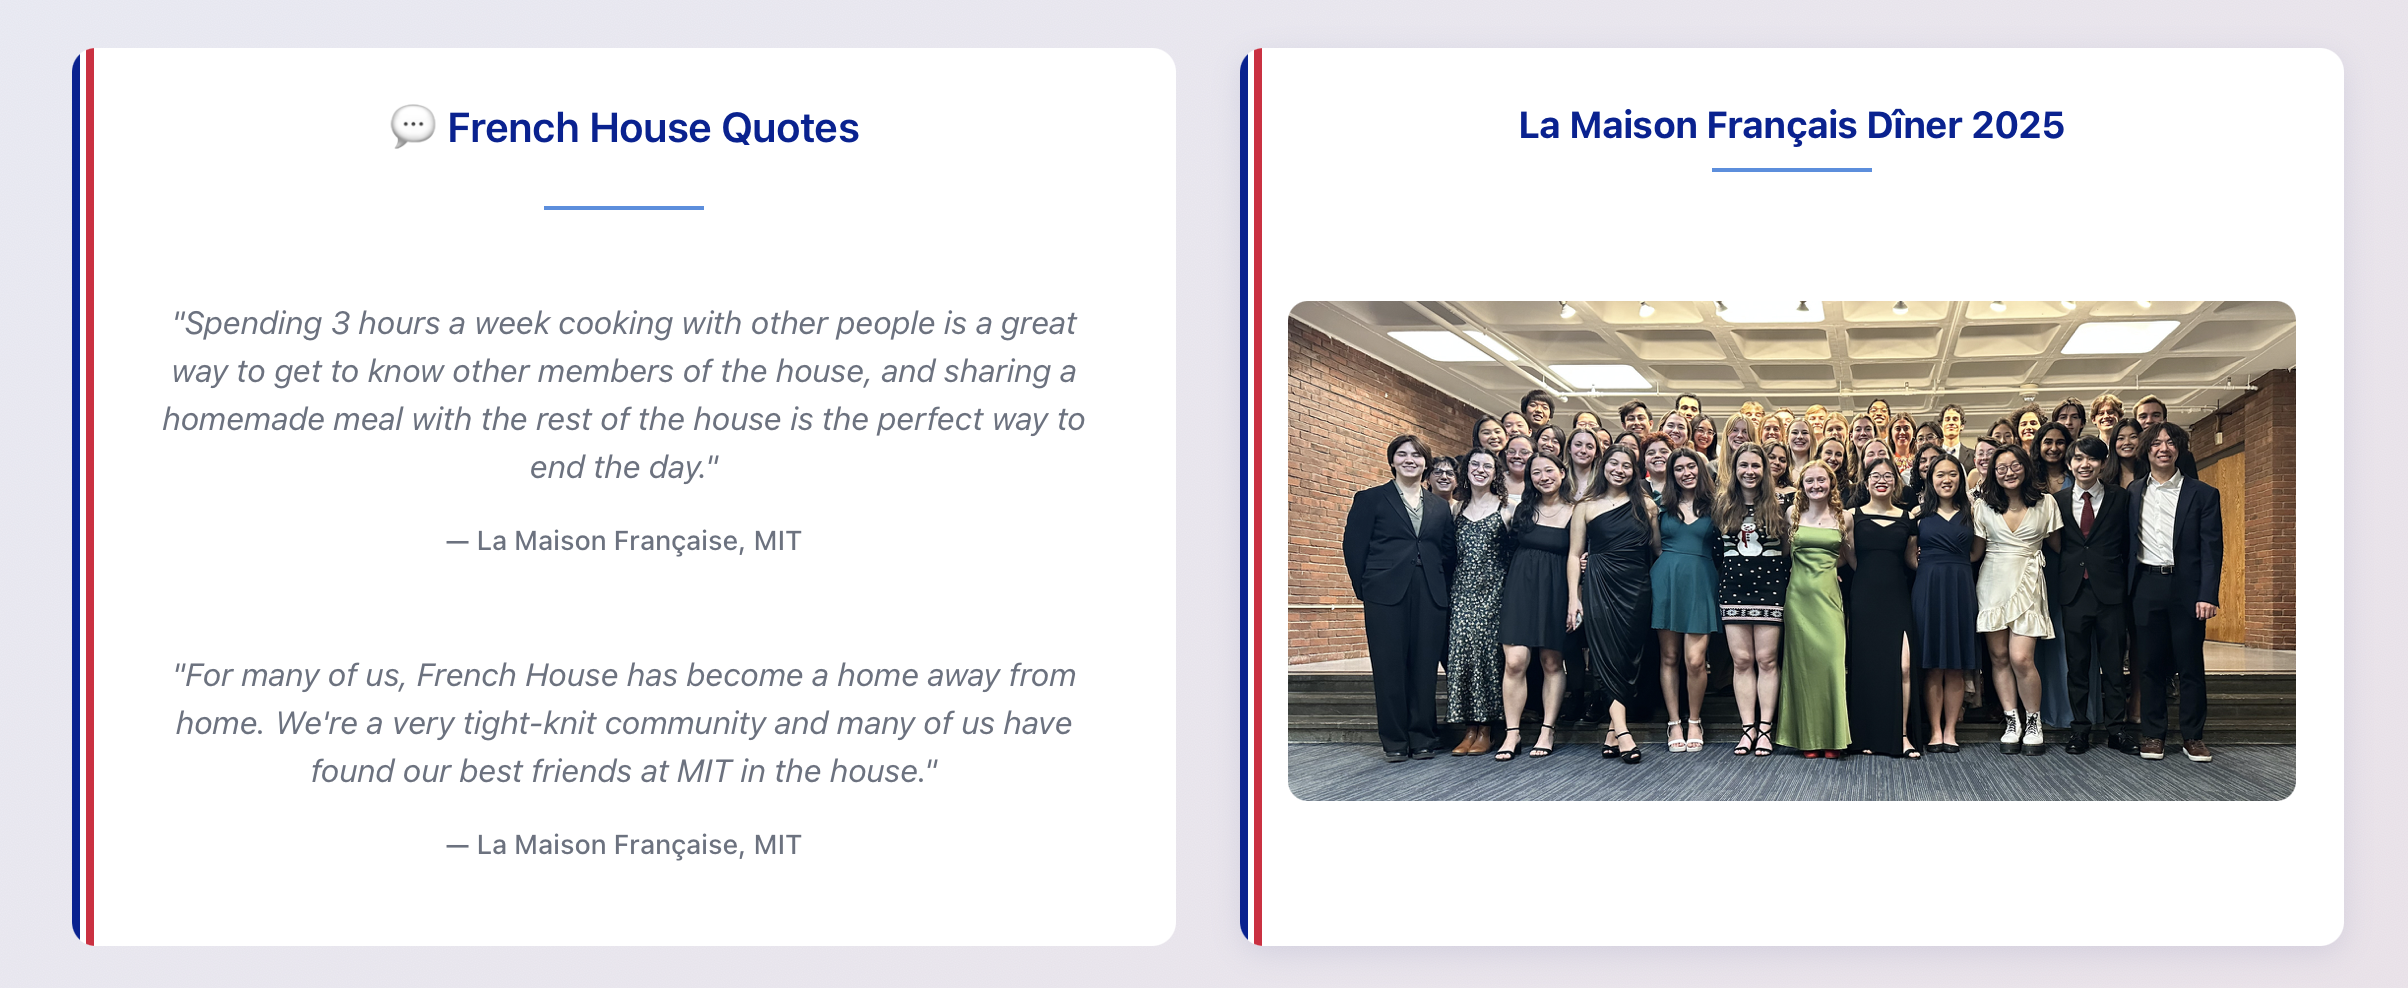 💬 French House Quotes
"Spending 3 hours a week cooking with other people is a great
way to get to know other members of the house, and sharing a
homemade meal with the rest of the house is the perfect way to
end the day."
— La Maison Française, MIT
"For many of us, French House has become a home away from
home. We're a very tight-knit community and many of us have
found our best friends at MIT in the house."
— La Maison Française, MIT
La Maison Français Dîner 2025